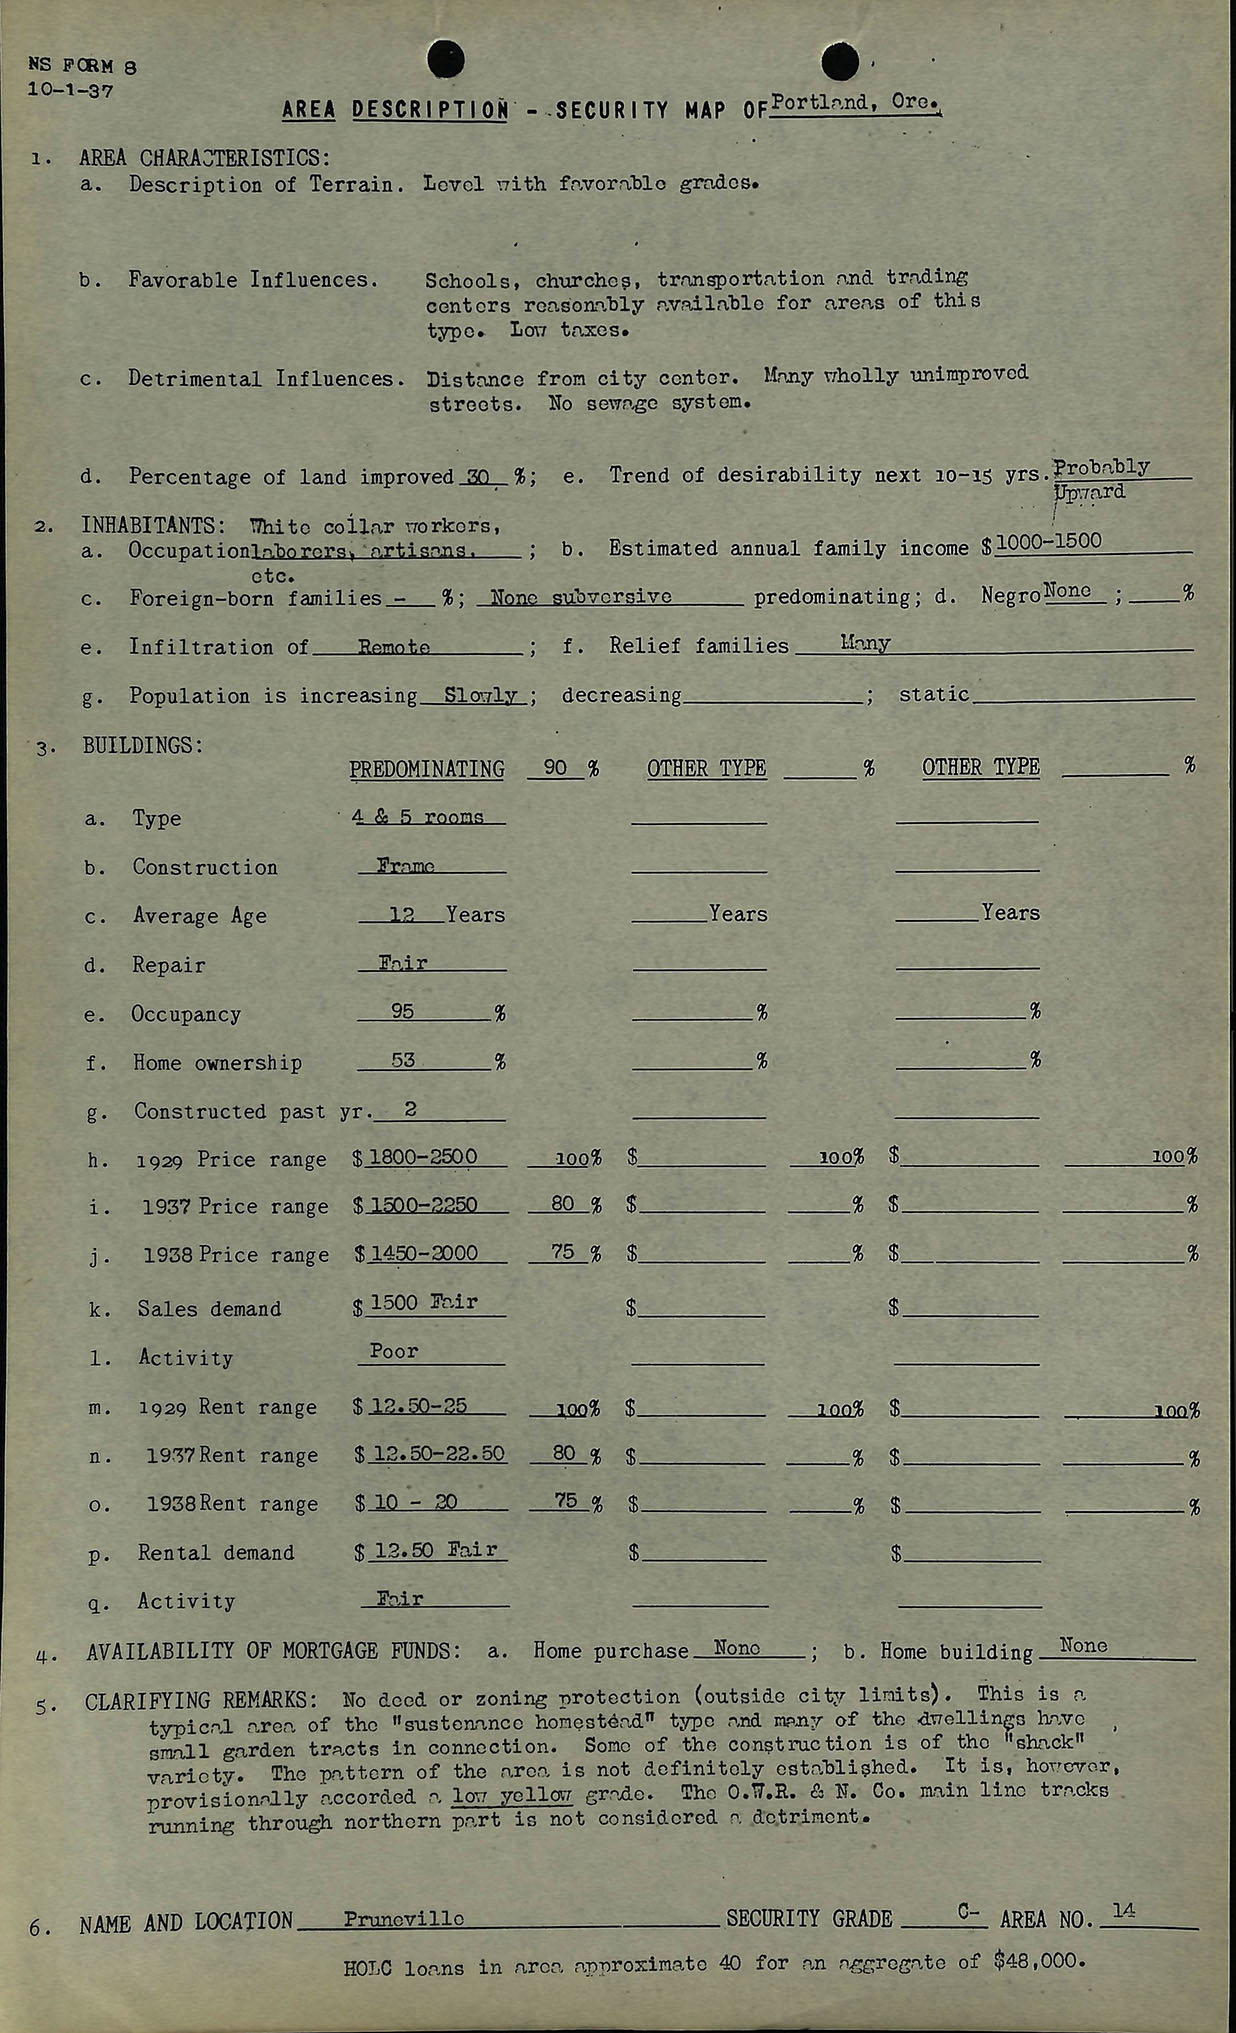 NS FORM 8
10-1-37
AREA DESCRIPTION - SECURITY MAP OF Portland, Ore.
1. AREA CHARACTERISTICS:
a. Description of Terrain. Level with favorable grades.
b. Favorable Influences. Schools, churches, transportation and trading
centers reasonably available for areas of this
type. Low taxes.
c. Detrimental Influences. Distance from city center. Many wholly unimproved
streets. No sewage system.
d. Percentage of land improved 30 %; e. Trend of desirability next 10-15 yrs. Probably
Upward
2. INHABITANTS: White collar workers,
a. Occupation laborers, artisans, ; b. Estimated annual family income $ 1000-1500
etc.
c. Foreign-born families - %; None subversive predominating; d. Negro None ; %
e. Infiltration of Remote ; f. Relief families Many
g. Population is increasing Slowly ; decreasing ; static
3. BUILDINGS:
PREDOMINATING 90 % OTHER TYPE % OTHER TYPE %
a. Type 4 & 5 rooms
b. Construction Frame
c. Average Age 12 Years Years Years
d. Repair Fair
e. Occupancy 95 % % %
f. Home ownership 53 % % %
g. Constructed past yr. 2
h. 1929 Price range $ 1800-2500 100% $ 100% $ 100%
i. 1937 Price range $ 1500-2250 80 % $ % $ %
j. 1938 Price range $ 1450-2000 75 % $ % $ %
k. Sales demand $ 1500 Fair $ $
l. Activity Poor
m. 1929 Rent range $ 12.50-25 100% $ 100% $ 100%
n. 1937 Rent range $ 12.50-22.50 80 % $ % $ %
o. 1938 Rent range $ 10 - 20 75 % $ % $ %
p. Rental demand $ 12.50 Fair $ $
q. Activity Fair
4. AVAILABILITY OF MORTGAGE FUNDS: a. Home purchase None ; b. Home building None
5. CLARIFYING REMARKS: No deed or zoning protection (outside city limits). This is a
typical area of the "sustenance homestead" type and many of the dwellings have
small garden tracts in connection. Some of the construction is of the "shack"
variety. The pattern of the area is not definitely established. It is, however,
provisionally accorded a low yellow grade. The O.W.R. & N. Co. main line tracks
running through northern part is not considered a detriment.
6. NAME AND LOCATION Pruneville SECURITY GRADE C- AREA NO. 14
HOLC loans in area approximate 40 for an aggregate of $48,000.